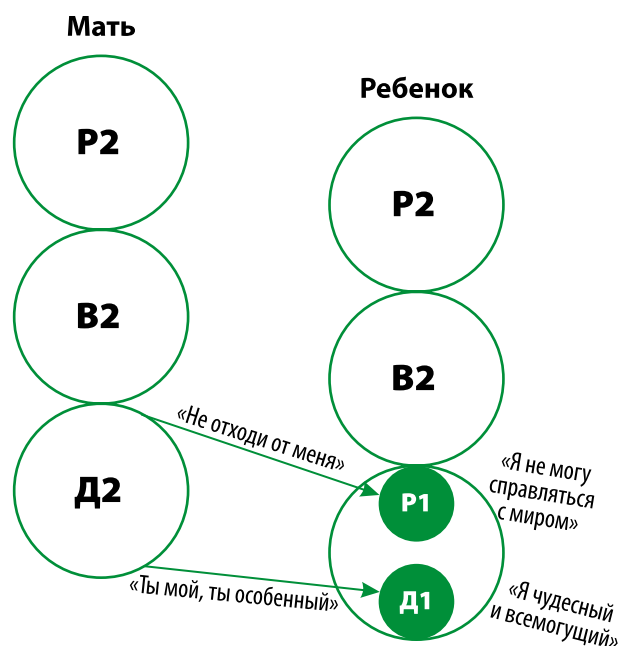 Мать
Ребенок
Р2
Р2
В2
В2
«Не отходи от меня»
Д2
Р1
«Я не могу
справляться
с миром»
«Ты мой, ты особенный»
Д1
«Я чудесный
и всемогущий»